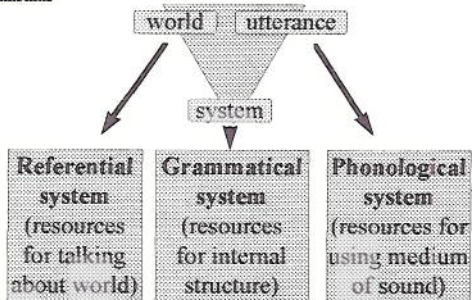 world utterance
system
Referential system (resources for talking about world)
Grammatical system (resources for internal structure)
Phonological system (resources for using medium of sound)